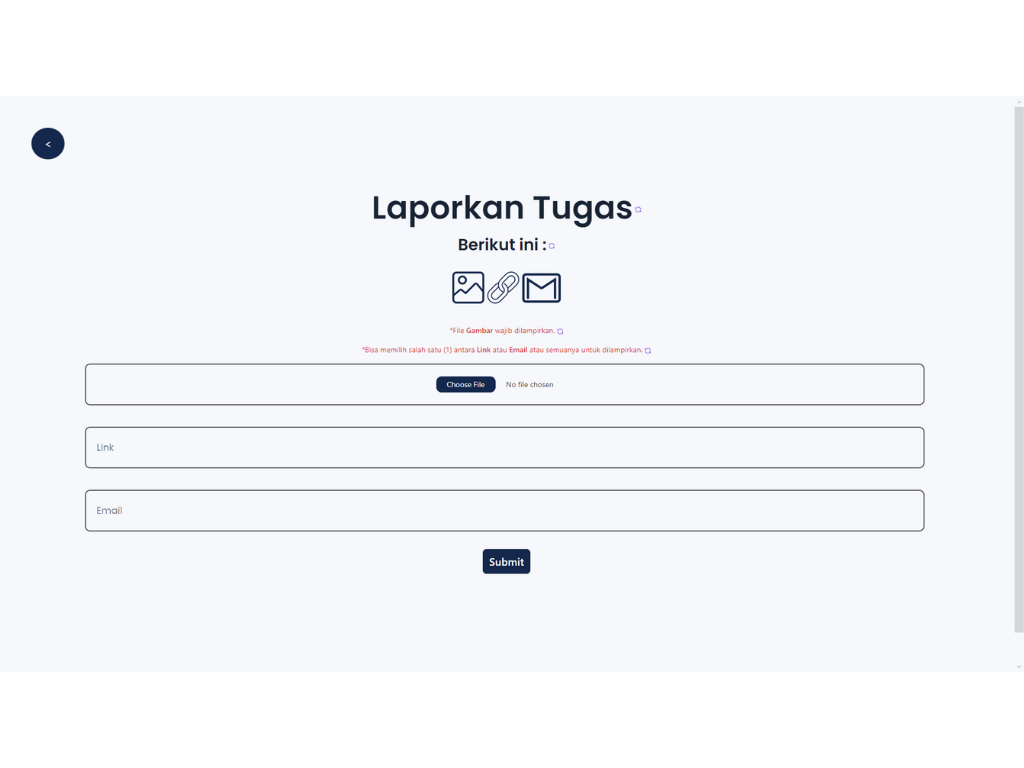 <
Laporkan Tugas
Berikut ini :
*File Gambar wajib dilampirkan.
*Bisa memilih salah satu (1) antara Link atau Email atau semuanya untuk dilampirkan.
Choose File No file chosen
Link
Email
Submit